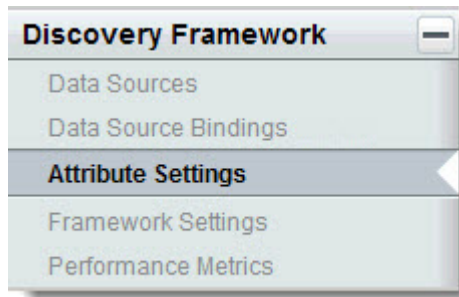 Discovery Framework
Data Sources
Data Source Bindings
Attribute Settings
Framework Settings
Performance Metrics